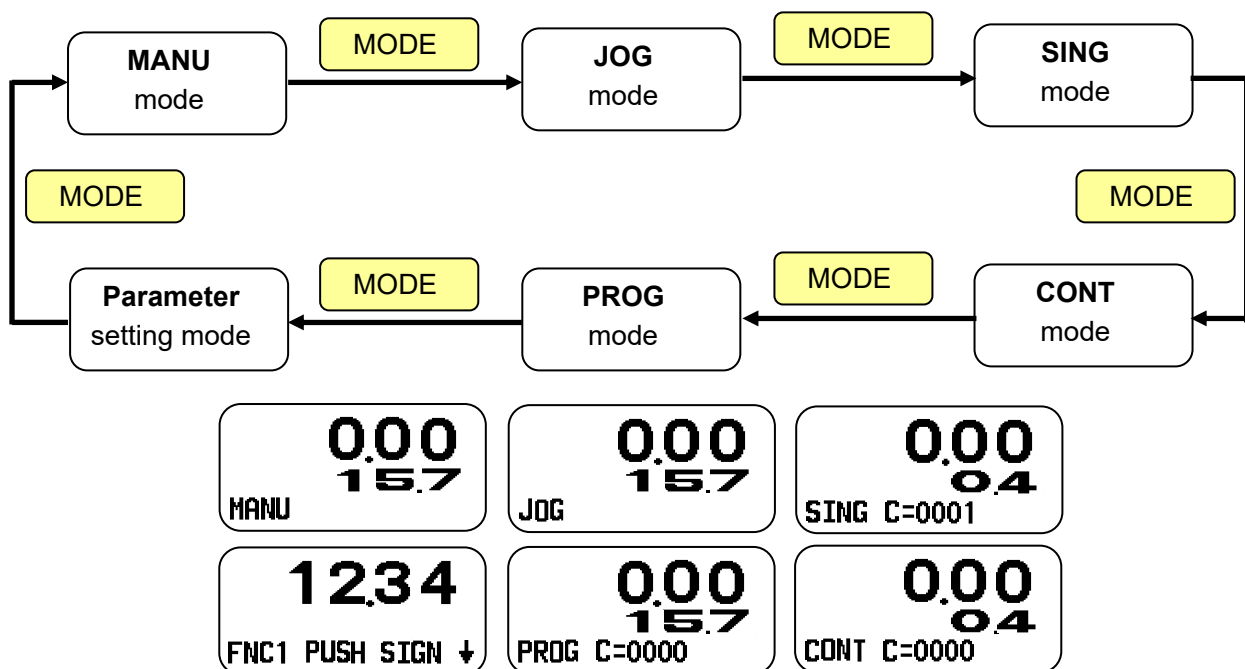 MANU
mode
MODE
JOG
mode
MODE
SING
mode
MODE
MODE
Parameter
setting mode
MODE
PROG
mode
MODE
CONT
mode
0.00
15.7
MANU
0.00
15.7
JOG
0.00
0.4
SING C=0001
12.34
FNC1 PUSH SIGN ↓
0.00
15.7
PROG C=0000
0.00
0.4
CONT C=0000